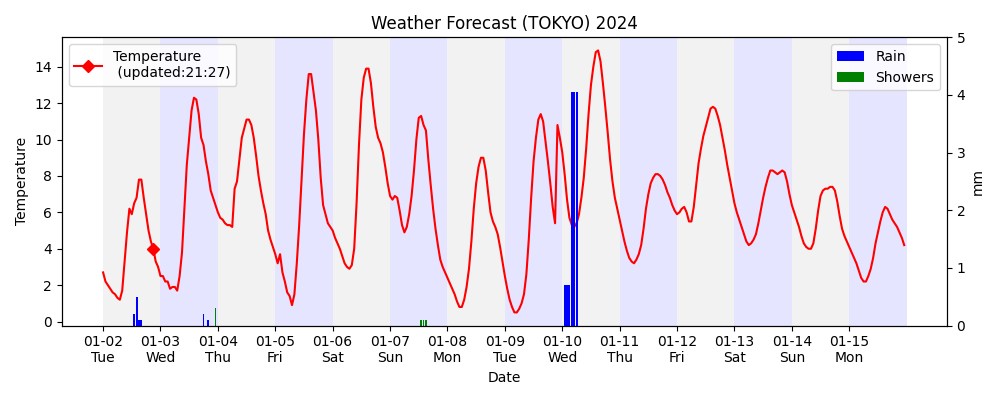 Weather Forecast (TOKYO) 2024
Temperature
(updated:21:27)
Rain
Showers
Temperature
14
12
10
8
6
4
2
0
5
4
3
2
1
0
mm
01-02 01-03 01-04 01-05 01-06 01-07 01-08 01-09 01-10 01-11 01-12 01-13 01-14 01-15
Tue Wed Thu Fri Sat Sun Mon Tue Wed Thu Fri Sat Sun Mon
Date